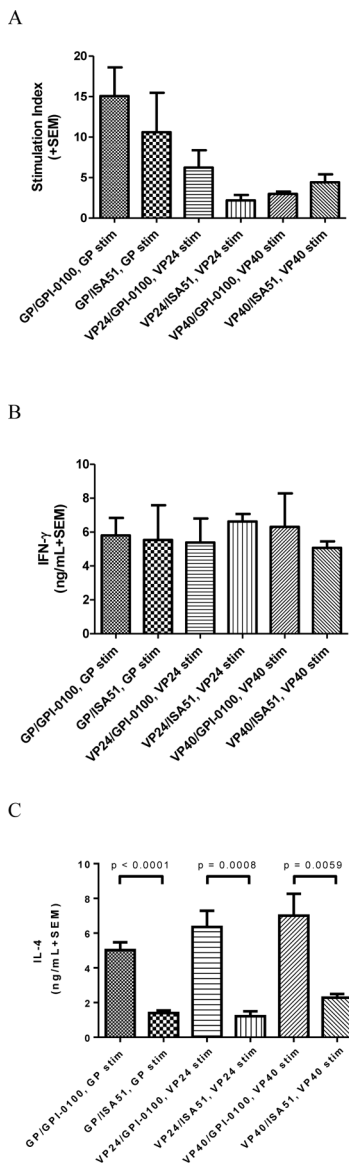 A
Stimulation Index
(+SEM)
20
15
10
5
0
GP/GPI-0100, GP stim
GP/ISA51, GP stim
VP24/GPI-0100, VP24 stim
VP24/ISA51, VP24 stim
VP40/GPI-0100, VP40 stim
VP40/ISA51, VP40 stim
B
IFN-γ
(ng/mL+SEM)
10
8
6
4
2
0
GP/GPI-0100, GP stim
GP/ISA51, GP stim
VP24/GPI-0100, VP24 stim
VP24/ISA51, VP24 stim
VP40/GPI-0100, VP40 stim
VP40/ISA51, VP40 stim
C
p < 0.0001
p = 0.0008
p = 0.0059
IL-4
(ng/mL+SEM)
10
8
6
4
2
0
GP/GPI-0100, GP stim
GP/ISA51, GP stim
VP24/GPI-0100, VP24 stim
VP24/ISA51, VP24 stim
VP40/GPI-0100, VP40 stim
VP40/ISA51, VP40 stim